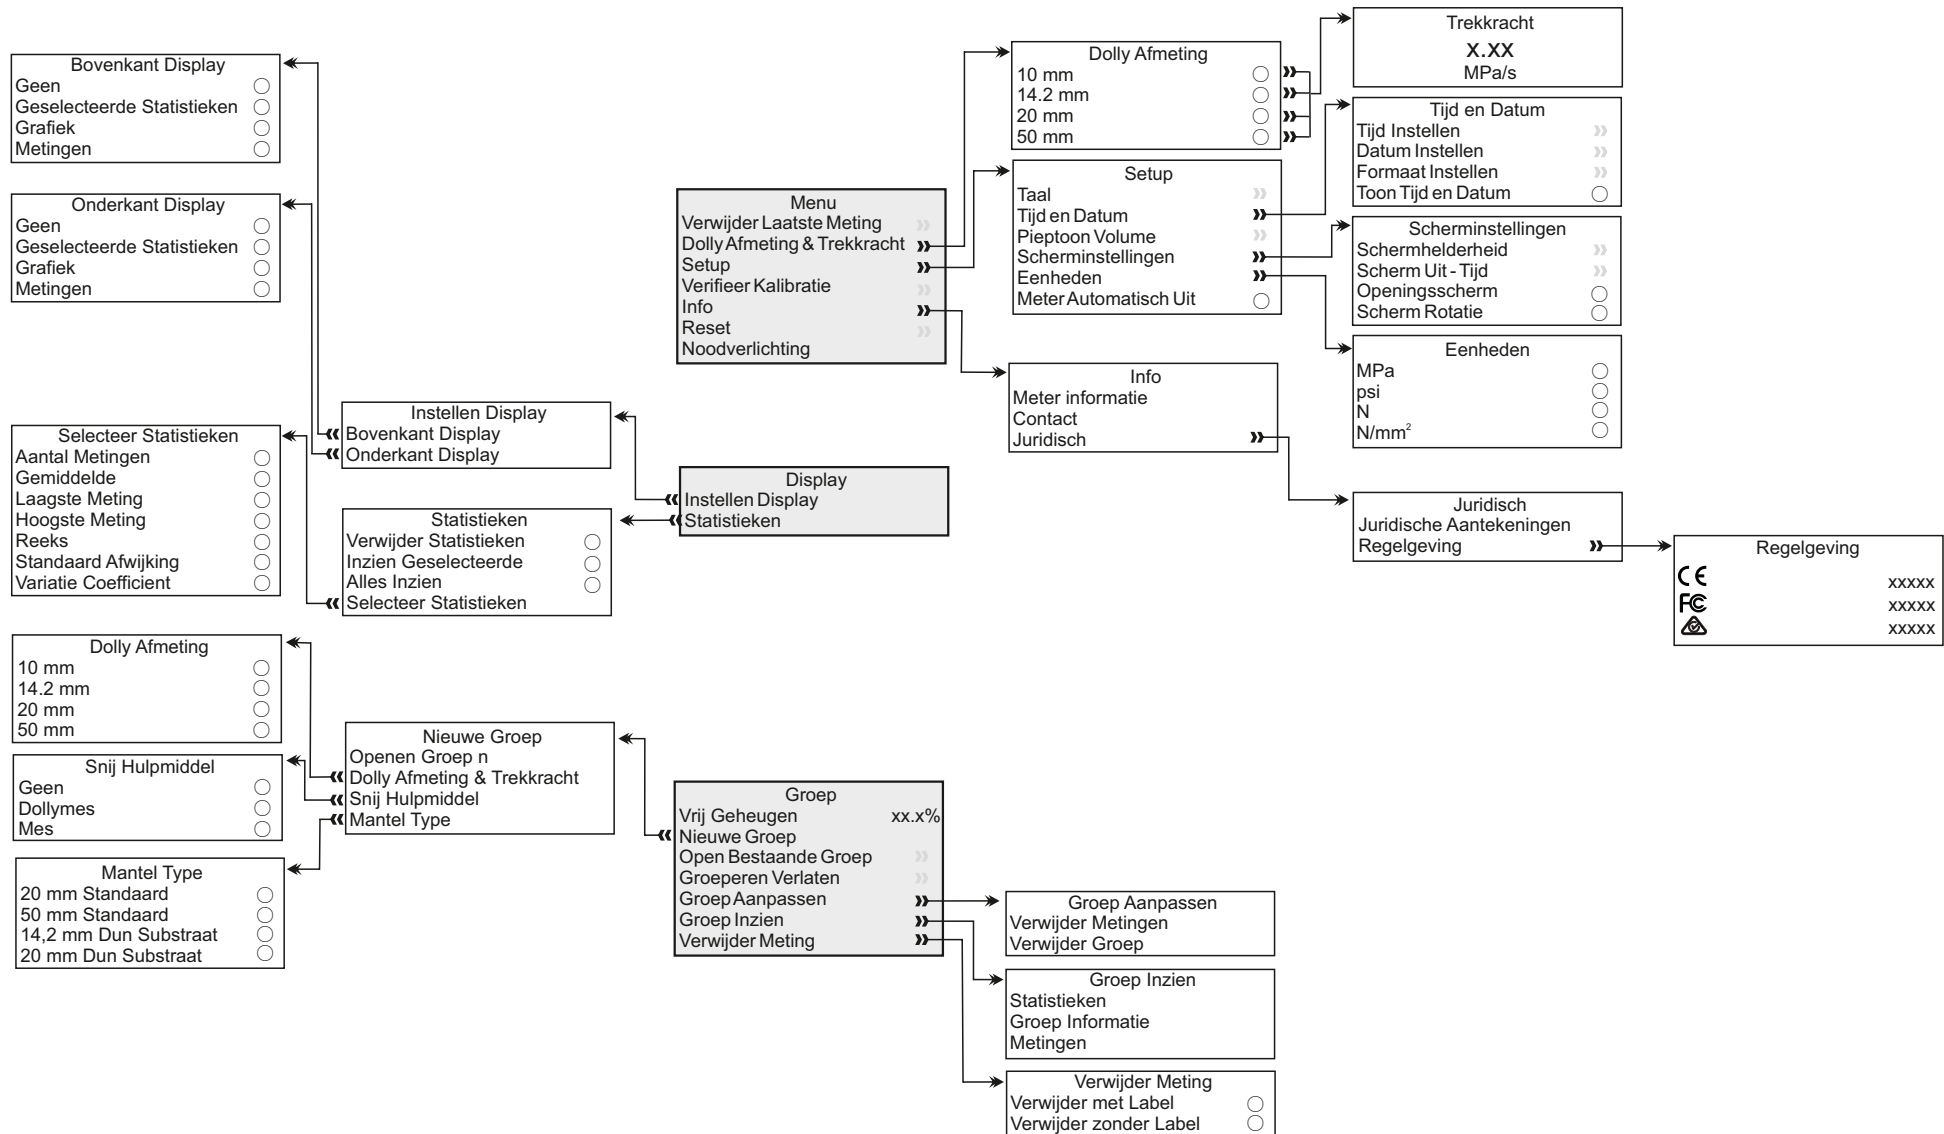 Bovenkant Display
Geen
Geselecteerde Statistieken
Grafiek
Metingen
Onderkant Display
Geen
Geselecteerde Statistieken
Grafiek
Metingen
Selecteer Statistieken
Aantal Metingen
Gemiddelde
Laagste Meting
Hoogste Meting
Reeks
Standaard Afwijking
Variatie Coefficient
Instellen Display
Bovenkant Display
Onderkant Display
Statistieken
Verwijder Statistieken
Inzien Geselecteerde
Alles Inzien
Selecteer Statistieken
Menu
Verwijder Laatste Meting
Dolly Afmeting & Trekkracht
Setup
Verifieer Kalibratie
Info
Reset
Noodverlichting
Display
Instellen Display
Statistieken
Dolly Afmeting
10 mm
14.2 mm
20 mm
50 mm
Setup
Taal
Tijd en Datum
Pieptoon Volume
Scherminstellingen
Eenheden
Meter Automatisch Uit
Info
Meter informatie
Contact
Juridisch
Trekkracht
x.xx
MPa/s
Tijd en Datum
Tijd Instellen
Datum Instellen
Formaat Instellen
Toon Tijd en Datum
Scherminstellingen
Schermhelderheid
Scherm Uit - Tijd
Openingsscherm
Scherm Rotatie
Eenheden
MPa
psi
N
N/mm²
Juridisch
Juridische Aantekeningen
Regelgeving
Regelgeving
CE xxxxx
FC xxxxx
xxxxx
Dolly Afmeting
10 mm
14.2 mm
20 mm
50 mm
Snij Hulpmiddel
Geen
Dollymes
Mes
Mantel Type
20 mm Standaard
50 mm Standaard
14,2 mm Dun Substraat
20 mm Dun Substraat
Nieuwe Groep
Openen Groep n
Dolly Afmeting & Trekkracht
Snij Hulpmiddel
Mantel Type
Groep
Vrij Geheugen xx.x%
Nieuwe Groep
Open Bestaande Groep
Groeperen Verlaten
Groep Aanpassen
Groep Inzien
Verwijder Meting
Groep Aanpassen
Verwijder Metingen
Verwijder Groep
Groep Inzien
Statistieken
Groep Informatie
Metingen
Verwijder Meting
Verwijder met Label
Verwijder zonder Label